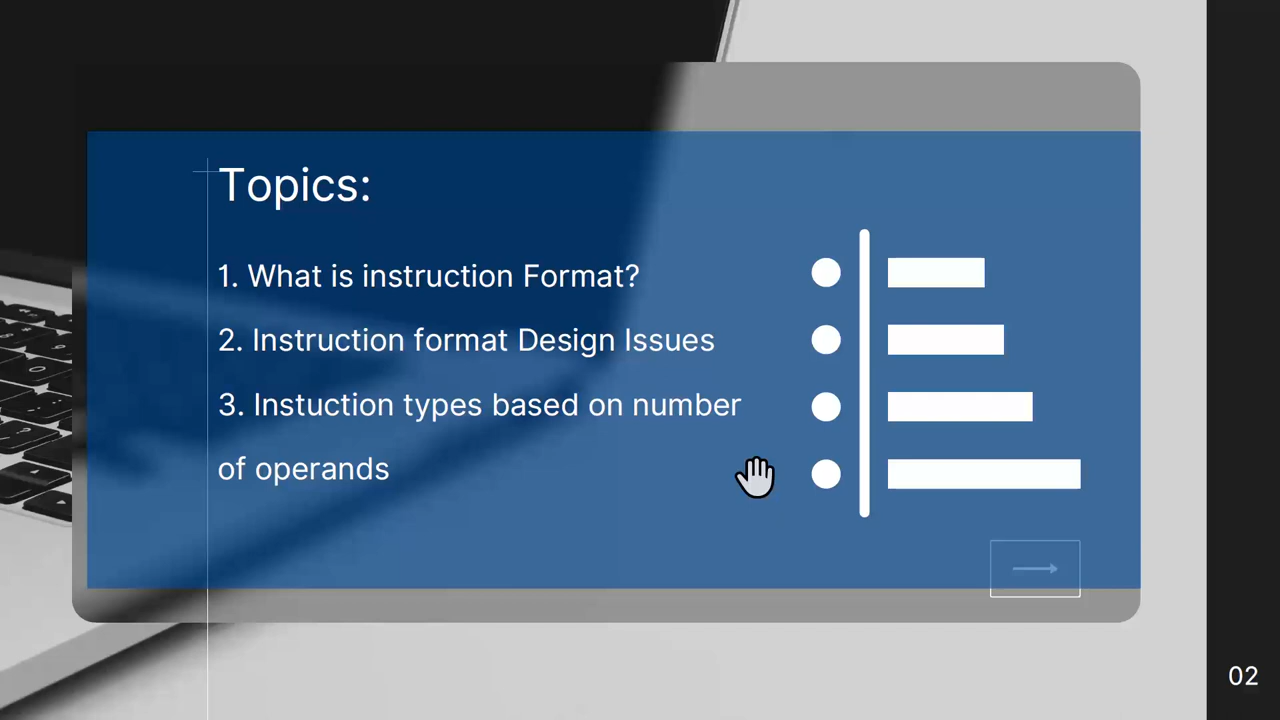 Topics:
1. What is instruction Format?
2. Instruction format Design Issues
3. Instuction types based on number
of operands
02